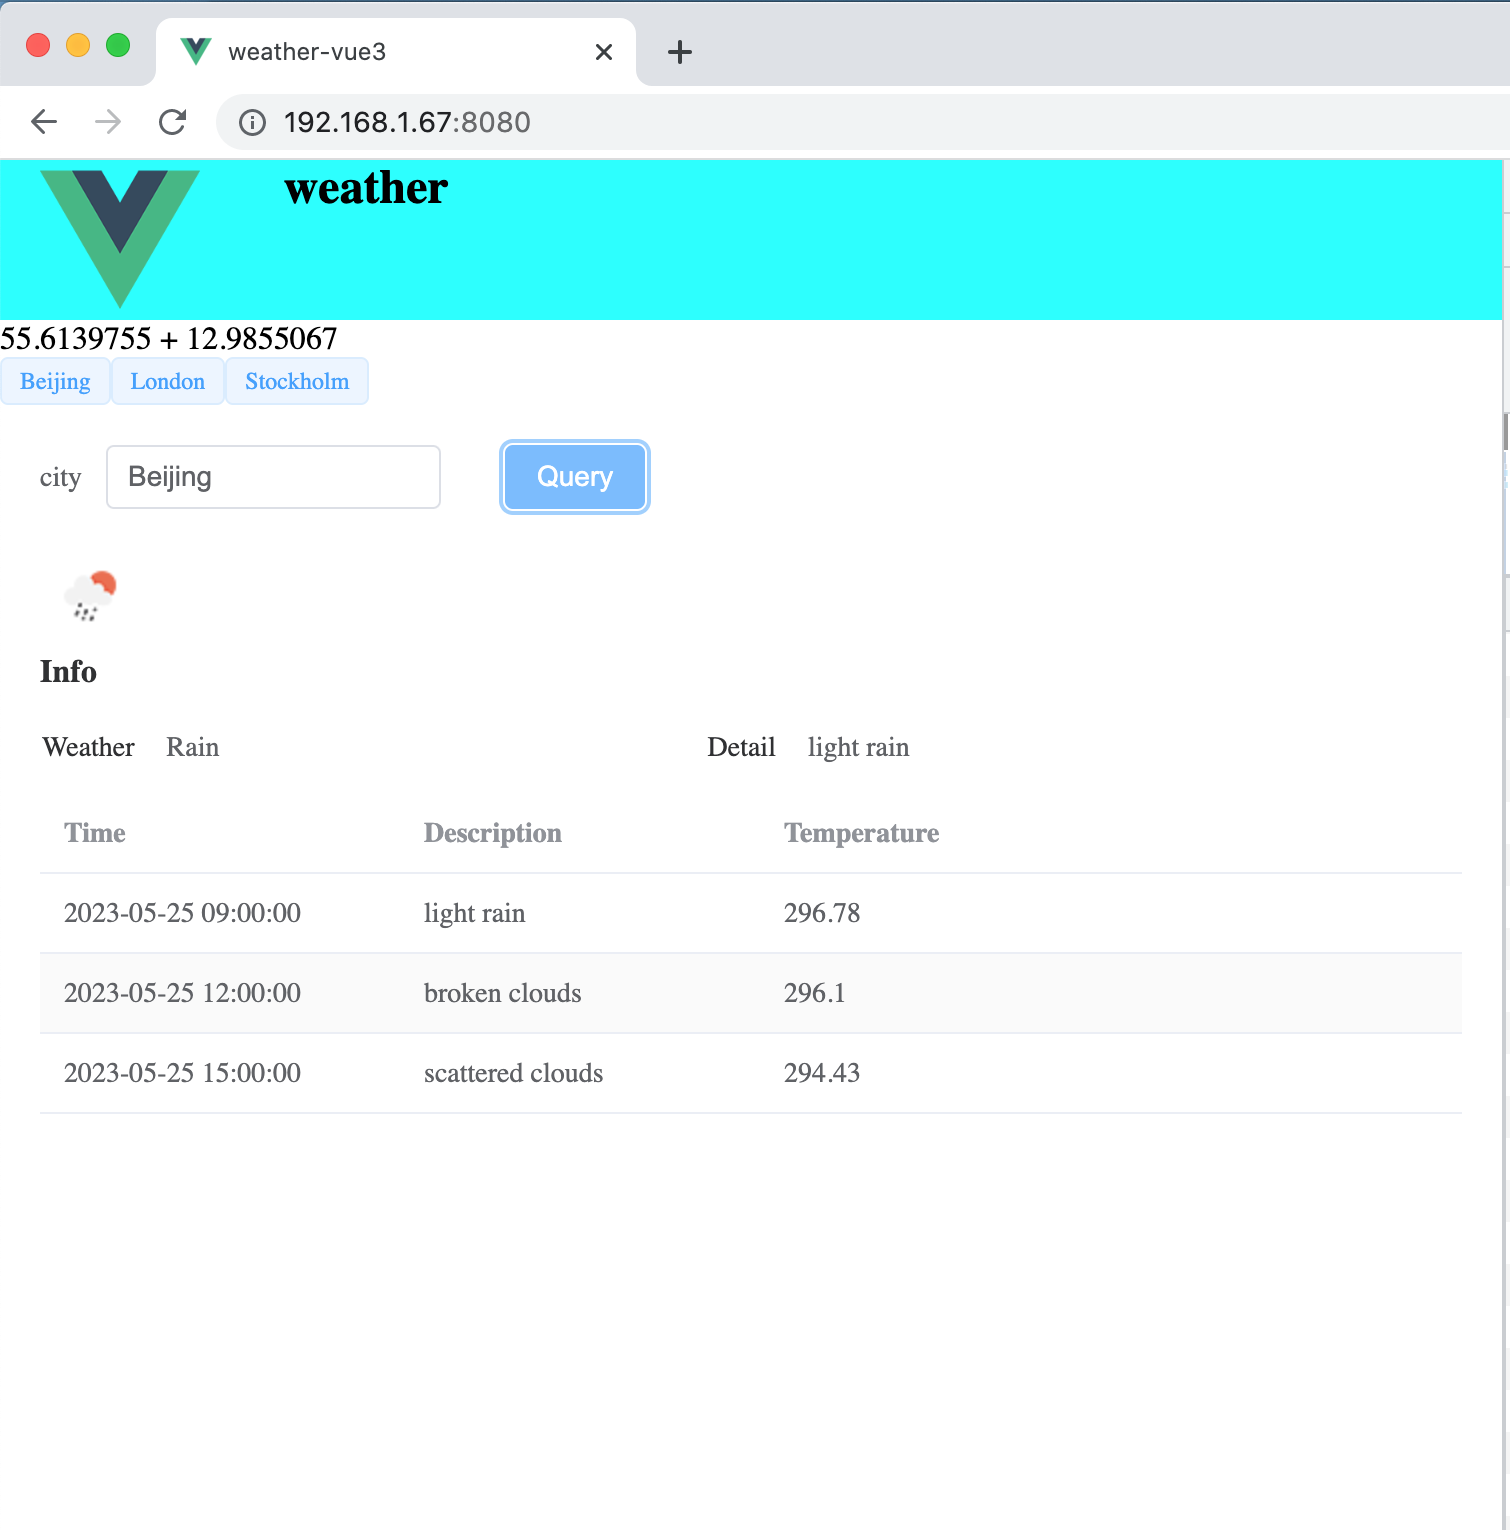 weather-vue3
192.168.1.67:8080
weather
55.6139755 + 12.9855067
Beijing London Stockholm
city Beijing Query
Info
Weather Rain Detail light rain
Time Description Temperature
2023-05-25 09:00:00 light rain 296.78
2023-05-25 12:00:00 broken clouds 296.1
2023-05-25 15:00:00 scattered clouds 294.43